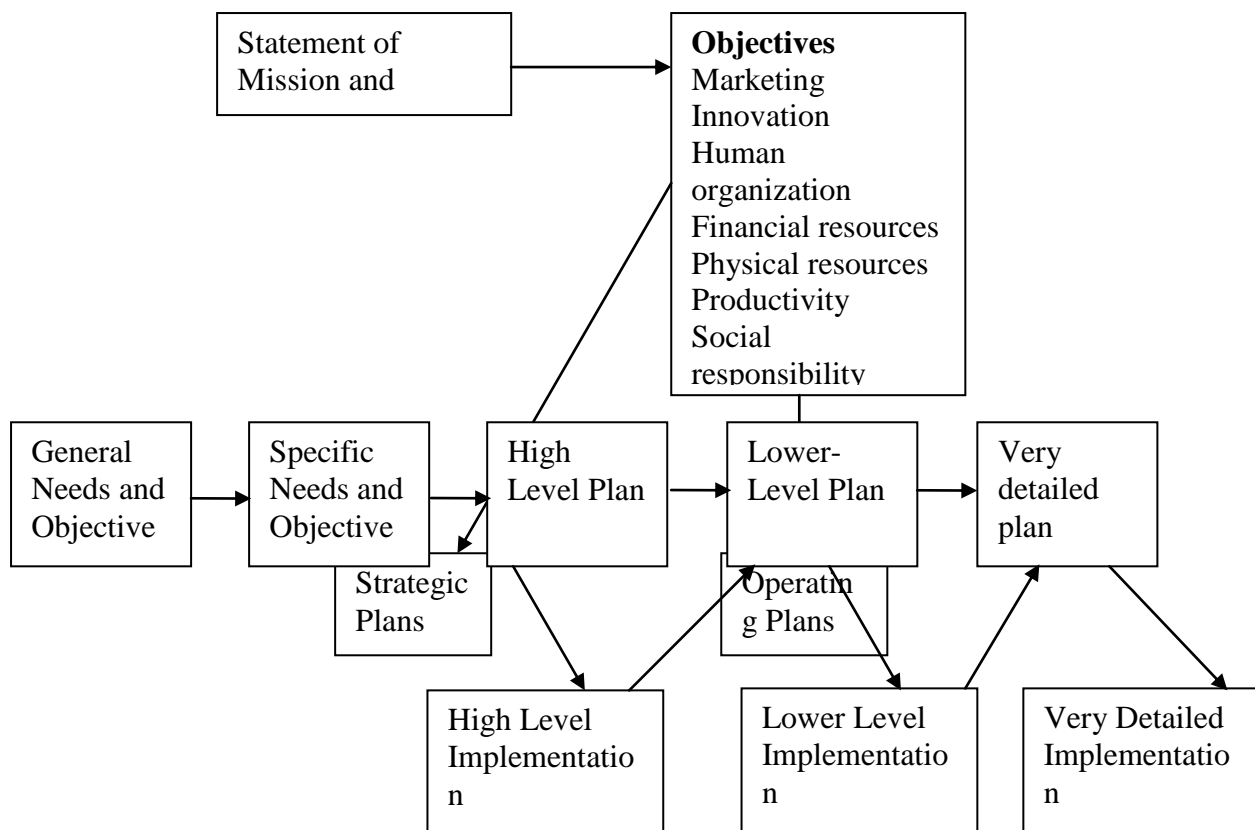 Statement of
Mission and
Objectives
Marketing
Innovation
Human
organization
Financial resources
Physical resources
Productivity
Social
responsibility
General
Needs and
Objective
Specific
Needs and
Objective
High
Level Plan
Lower-
Level Plan
Very
detailed
plan
Strategic
Plans
Operatin
g Plans
High Level
Implementatio
n
Lower Level
Implementatio
n
Very Detailed
Implementatio
n